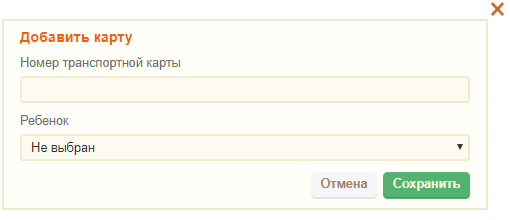 Добавить карту
Номер транспортной карты
Ребенок
Не выбран
Отмена Сохранить